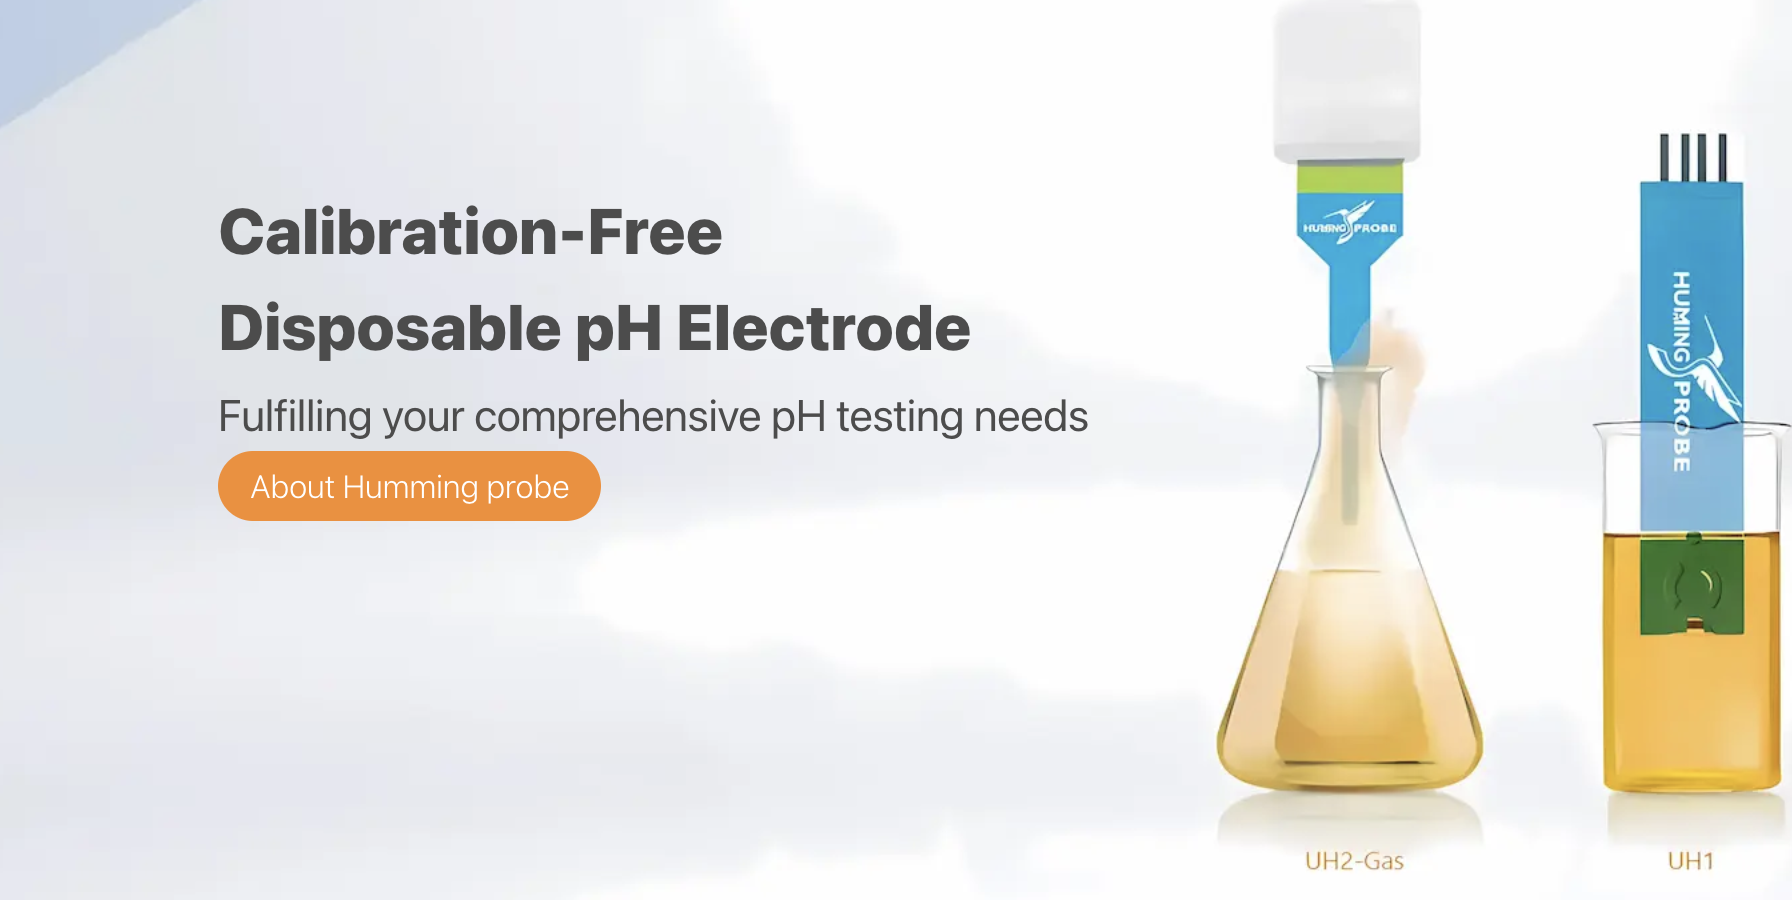 Calibration-Free
Disposable pH Electrode
Fulfilling your comprehensive pH testing needs
About Humming probe
HUMING PROBE
HUMING PROBE
UH2-Gas
UH1